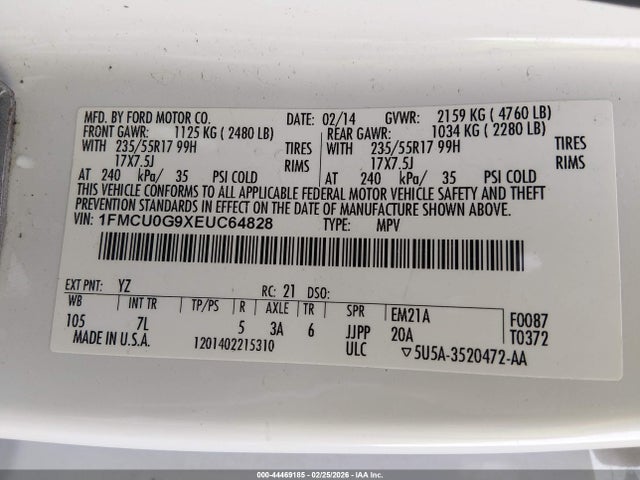 MFD. BY FORD MOTOR CO. DATE: 02/14 GVWR: 2159 KG ( 4760 LB)
FRONT GAWR: 1125 KG ( 2480 LB) REAR GAWR: 1034 KG ( 2280 LB)
WITH 235/55R17 99H TIRES WITH 235/55R17 99H TIRES
17X7.5J RIMS 17X7.5J RIMS
AT 240 kPa/ 35 PSI COLD AT 240 kPa/ 35 PSI COLD
THIS VEHICLE CONFORMS TO ALL APPLICABLE FEDERAL MOTOR VEHICLE SAFETY AND THEFT
PREVENTION STANDARDS IN EFFECT ON THE DATE OF MANUFACTURE SHOWN ABOVE.
VIN: 1FMCU0G9XEUC64828 TYPE: MPV
EXT PNT: YZ RC: 21 DSO:
WB INT TR TP/PS R AXLE TR SPR EM21A F0087
105 7L 5 3A 6 JJPP 20A T0372
MADE IN U.S.A. 1201402215310 ULC ▽5U5A-3520472-AA
000-44469185 - 02/25/2026 - IAA Inc.